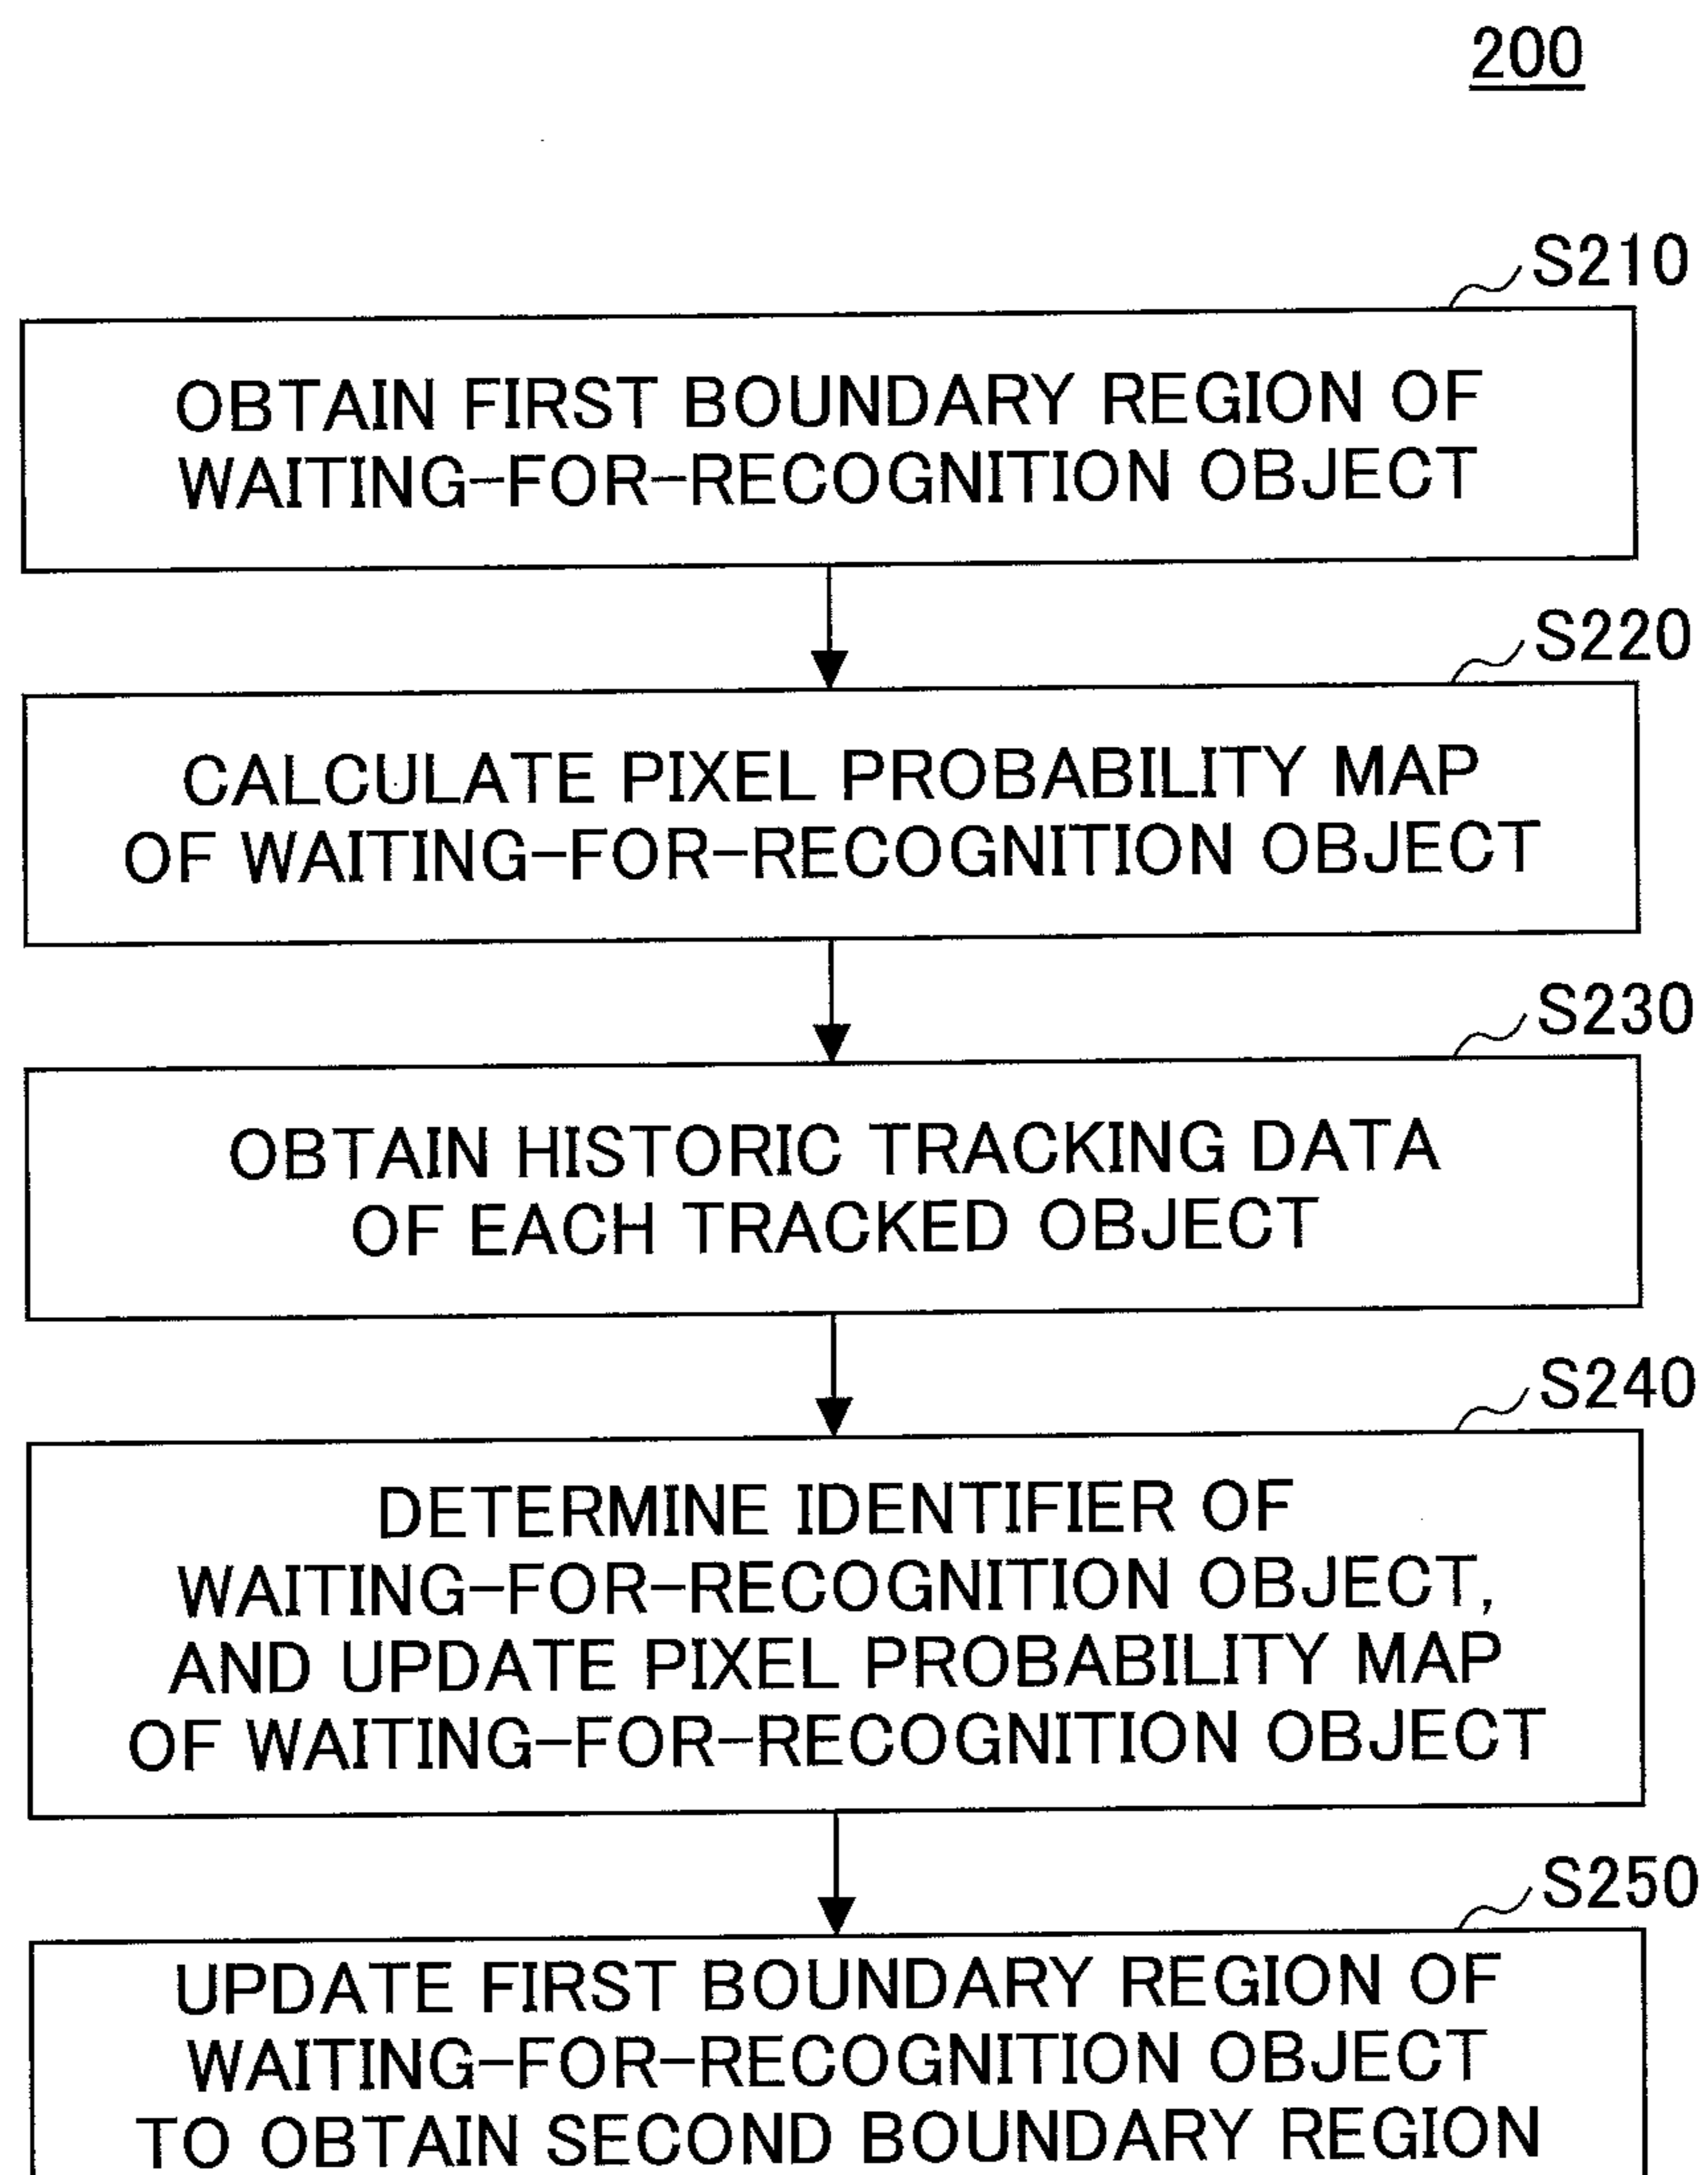 200
S210
OBTAIN FIRST BOUNDARY REGION OF
WAITING-FOR-RECOGNITION OBJECT
S220
CALCULATE PIXEL PROBABILITY MAP
OF WAITING-FOR-RECOGNITION OBJECT
S230
OBTAIN HISTORIC TRACKING DATA
OF EACH TRACKED OBJECT
S240
DETERMINE IDENTIFIER OF
WAITING-FOR-RECOGNITION OBJECT,
AND UPDATE PIXEL PROBABILITY MAP
OF WAITING-FOR-RECOGNITION OBJECT
S250
UPDATE FIRST BOUNDARY REGION OF
WAITING-FOR-RECOGNITION OBJECT
TO OBTAIN SECOND BOUNDARY REGION